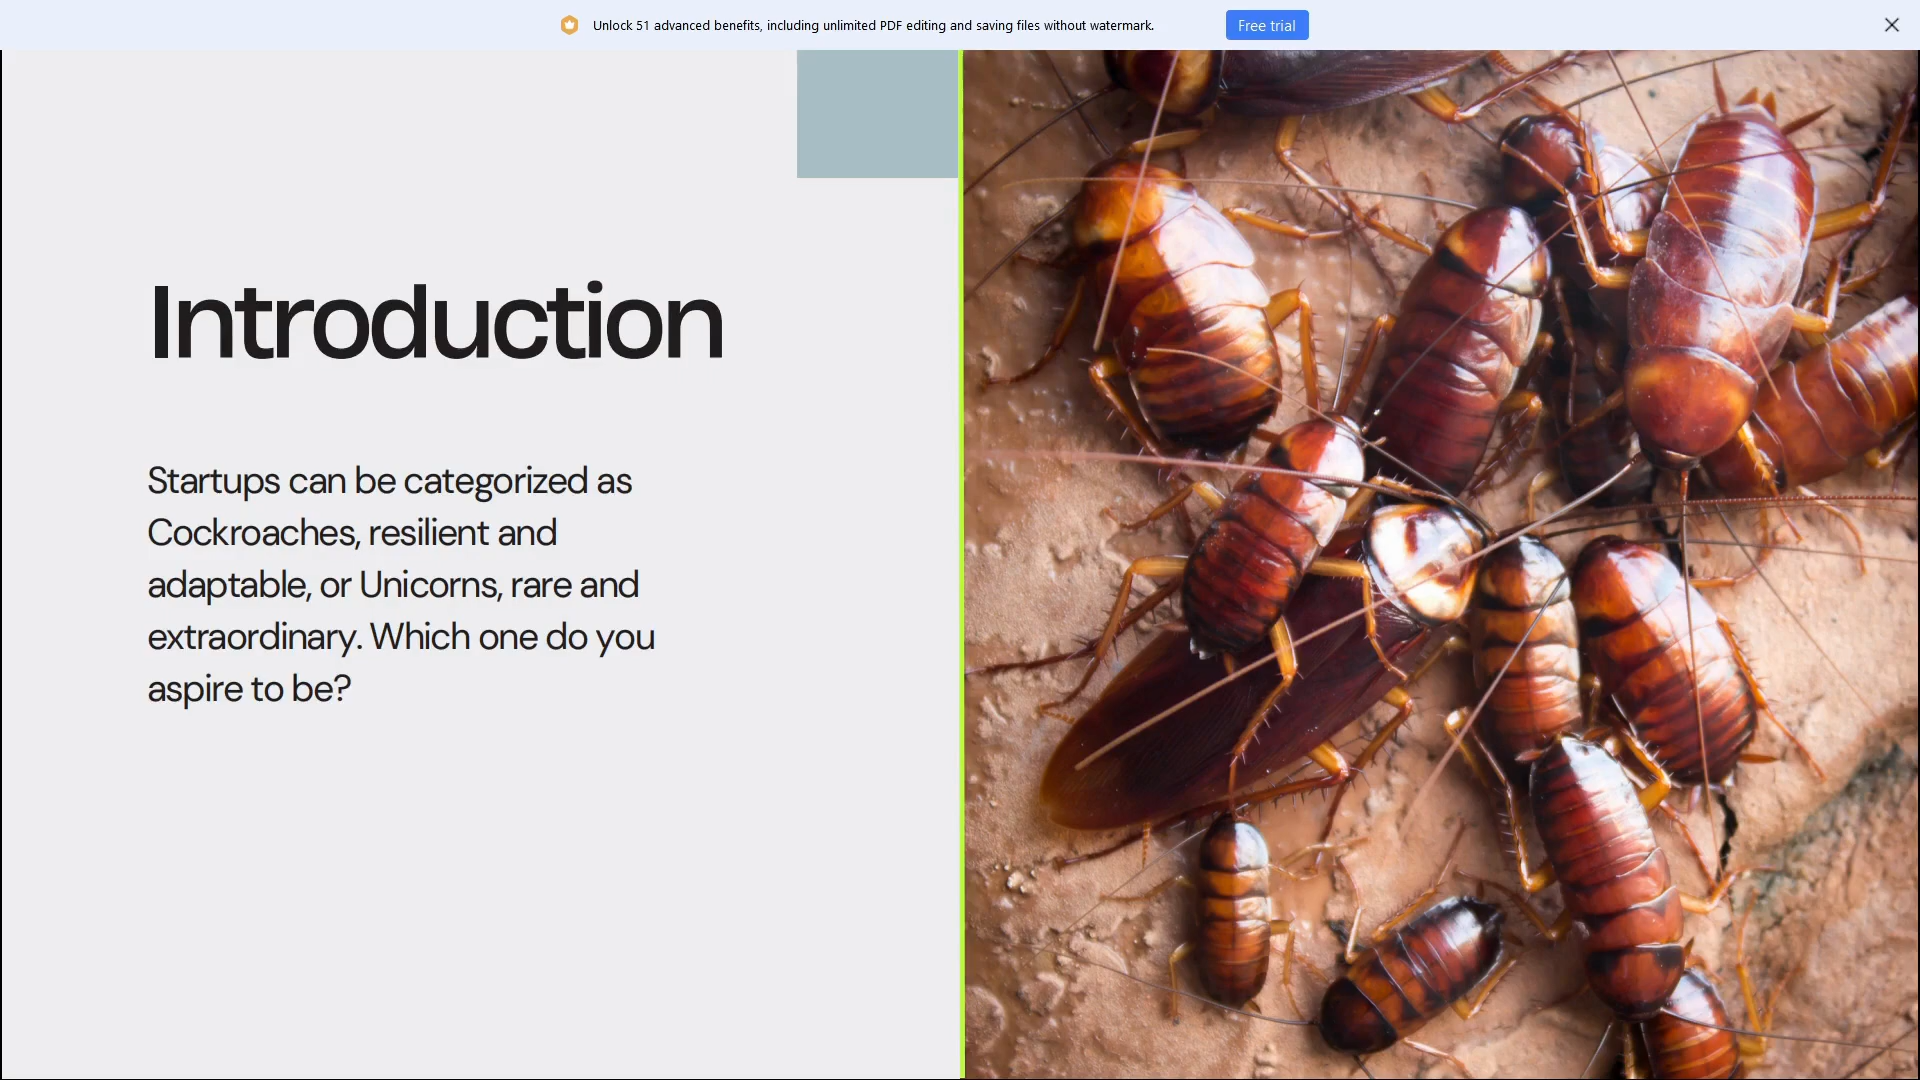 Unlock 51 advanced benefits, including unlimited PDF editing and saving files without watermark.
Free trial
Introduction
Startups can be categorized as
Cockroaches, resilient and
adaptable, or Unicorns, rare and
extraordinary. Which one do you
aspire to be?